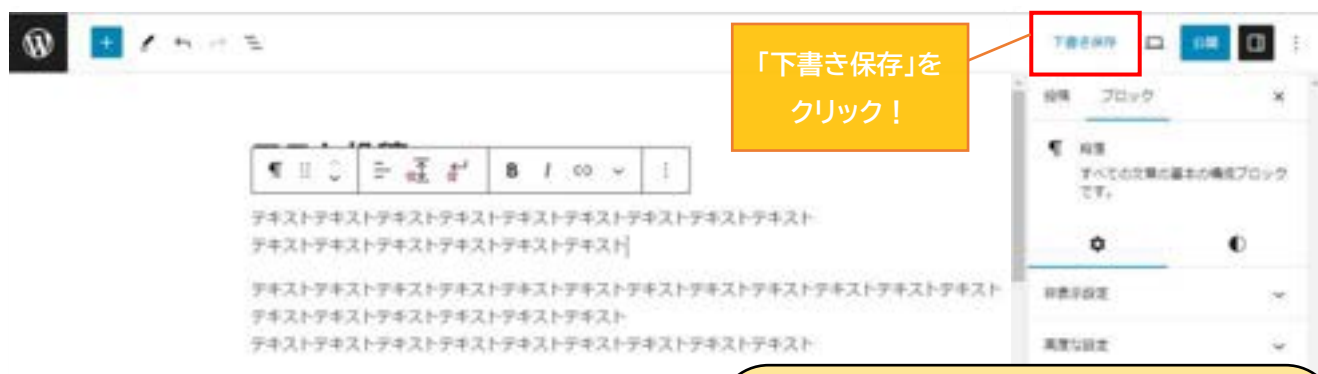 下書き保存
公開
「下書き保存」を
クリック！
投稿 ブロック
段落
すべての文章の基本の構成ブロック
です。
B I
テキストテキストテキストテキストテキストテキストテキストテキストテキスト
テキストテキストテキストテキストテキストテキスト
テキストテキストテキストテキストテキストテキストテキストテキストテキストテキストテキストテキスト
テキストテキストテキストテキストテキストテキスト
テキストテキストテキストテキストテキストテキストテキストテキストテキスト
非表示設定
高度な設定